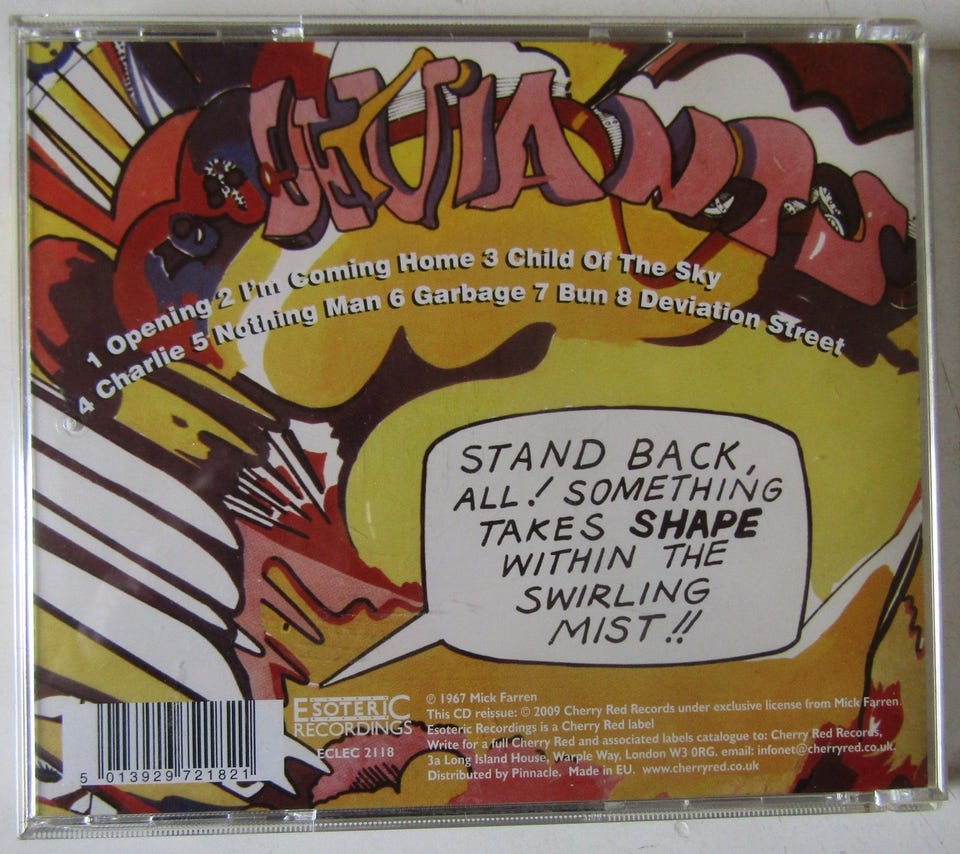 DEVIANTS
1 Opening 2 I'm Coming Home 3 Child Of The Sky
4 Charlie 5 Nothing Man 6 Garbage 7 Bun 8 Deviation Street
STAND BACK,
ALL! SOMETHING
TAKES SHAPE
WITHIN THE
SWIRLING
MIST!!
ESOTERIC
RECORDINGS
ECLEC 2118
5 013929 721821
℗ 1967 Mick Farren
This CD reissue: © 2009 Cherry Red Records under exclusive license from Mick Farren.
Esoteric Recordings is a Cherry Red label
Write for a full Cherry Red and associated labels catalogue to: Cherry Red Records,
3a Long Island House, Warple Way, London W3 0RG. email: infonet@cherryred.co.uk.
Distributed by Pinnacle. Made in EU. www.cherryred.co.uk